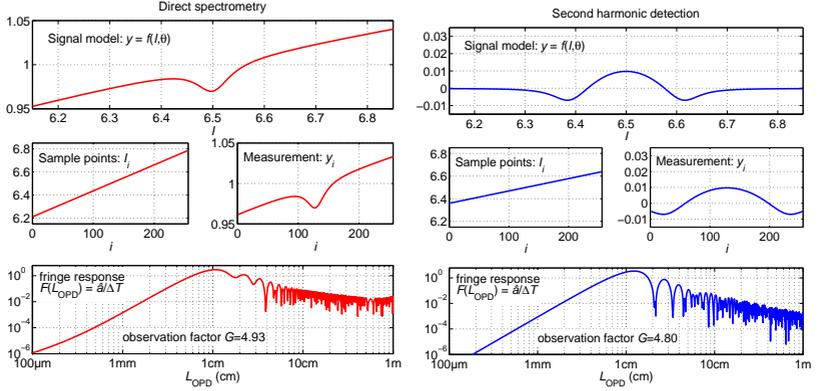 Direct spectrometry
1.05
1
0.95
Signal model: y = f(I,θ)
6.2 6.3 6.4 6.5 6.6 6.7 6.8
I
6.8
6.6
6.4
6.2
Sample points: I_i
0 100 200
i
1.05
1
0.95
Measurement: y_i
0 100 200
i
10^0
10^-2
10^-4
10^-6
fringe response
F(L_OPD) = â/ΔT
observation factor G=4.93
100μm 1mm 1cm 10cm 1m
L_OPD (cm)
Second harmonic detection
0.03
0.02
0.01
0.00
−0.01
Signal model: y = f(I,θ)
6.2 6.3 6.4 6.5 6.6 6.7 6.8
I
6.8
6.6
6.4
6.2
Sample points: I_i
0 100 200
i
0.03
0.02
0.01
0.00
−0.01
Measurement: y_i
0 100 200
i
10^0
10^-2
10^-4
10^-6
fringe response
F(L_OPD) = â/ΔT
observation factor G=4.80
100μm 1mm 1cm 10cm 1m
L_OPD (cm)